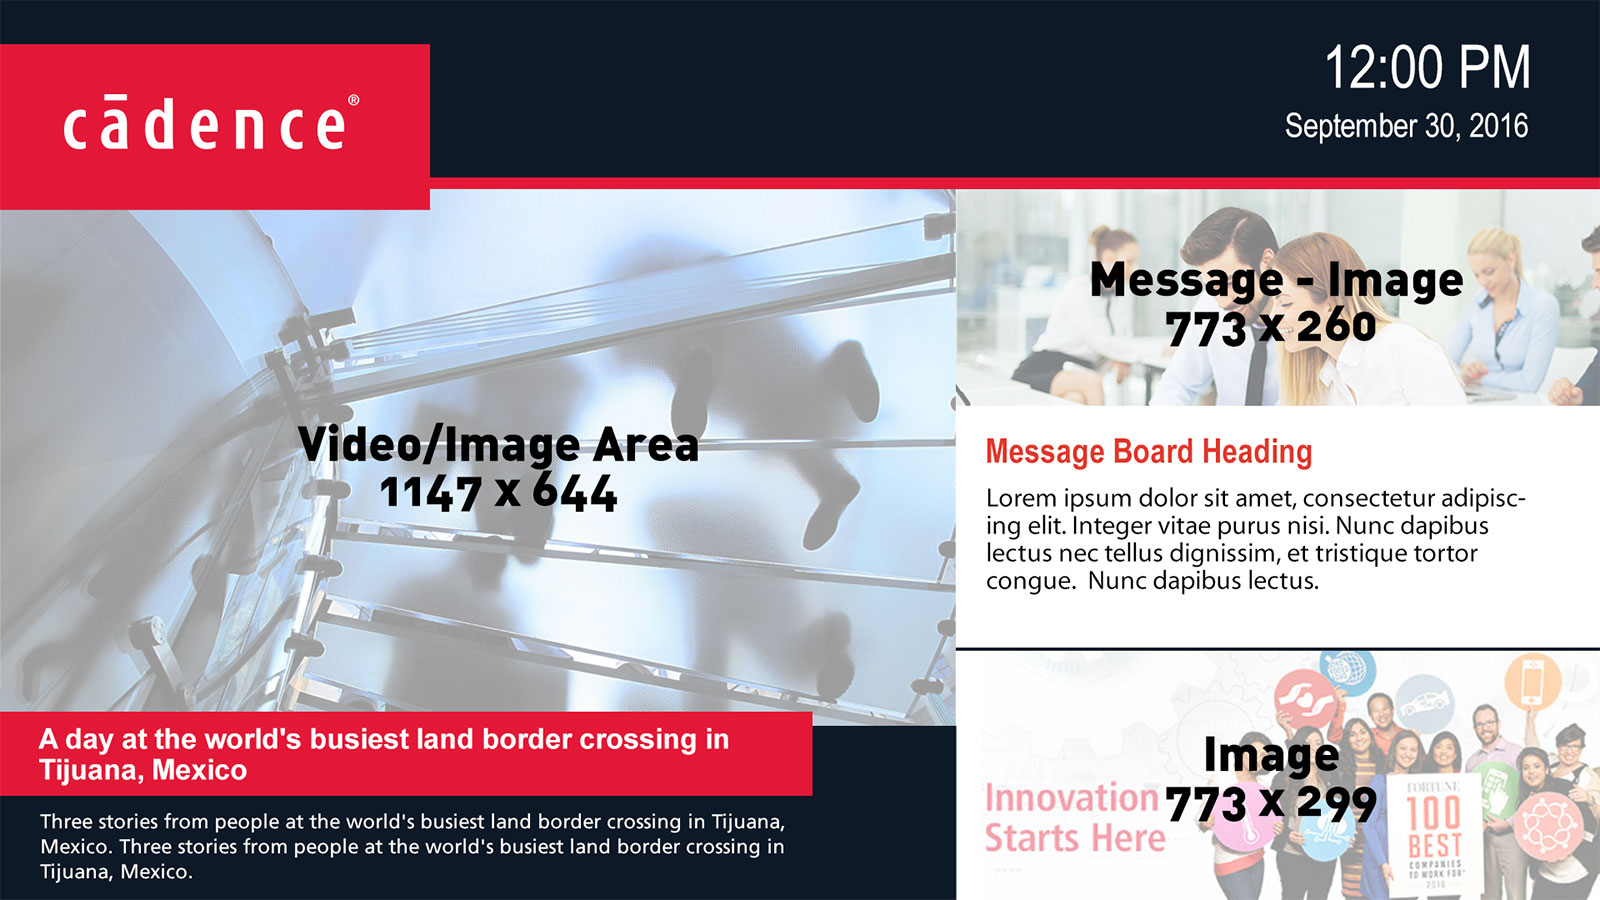 cādence®
12:00 PM
September 30, 2016
Video/Image Area
1147 x 644
Message - Image
773 x 260
Message Board Heading
Lorem ipsum dolor sit amet, consectetur adipisc-
ing elit. Integer vitae purus nisi. Nunc dapibus
lectus nec tellus dignissim, et tristique tortor
congue.  Nunc dapibus lectus.
A day at the world's busiest land border crossing in
Tijuana, Mexico
Three stories from people at the world's busiest land border crossing in Tijuana,
Mexico. Three stories from people at the world's busiest land border crossing in
Tijuana, Mexico.
Image
773 x 299
Innovation
Starts Here
FORTUNE
100
BEST
COMPANIES
TO WORK FOR®
2016